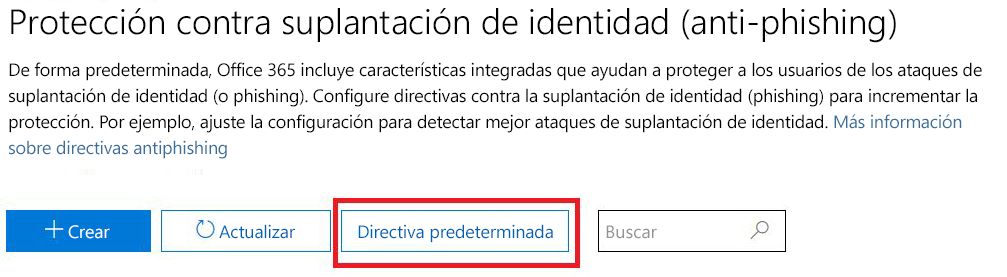 Protección contra suplantación de identidad (anti-phishing)
De forma predeterminada, Office 365 incluye características integradas que ayudan a proteger a los usuarios de los ataques de
suplantación de identidad (o phishing). Configure directivas contra la suplantación de identidad (phishing) para incrementar la
protección. Por ejemplo, ajuste la configuración para detectar mejor ataques de suplantación de identidad. Más información
sobre directivas antiphishing
+ Crear Actualizar Directiva predeterminada Buscar